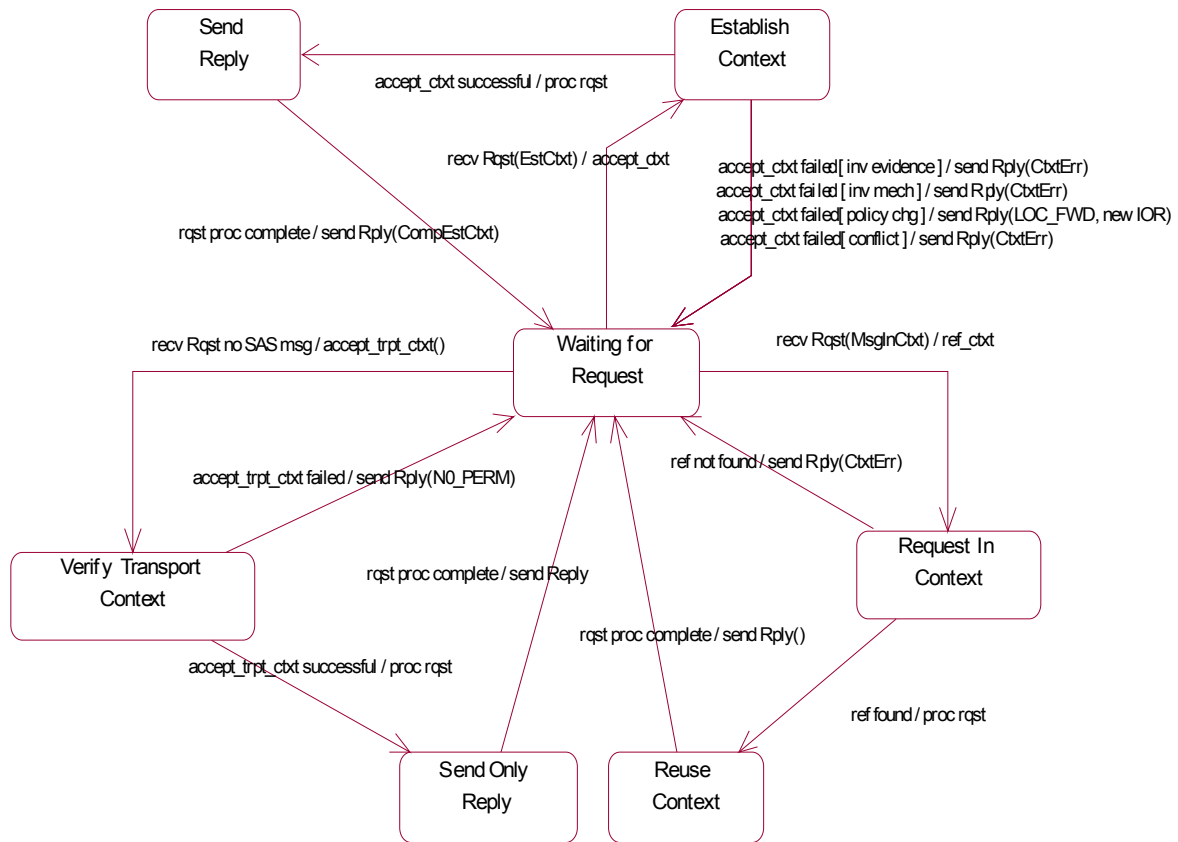 Send
Reply
Establish
Context
accept_ctxt successful / proc rqst
recv Rqst(EstCtxt) / accept_ctxt
accept_ctxt failed[ inv evidence ] / send Rply(CtxtErr)
accept_ctxt failed[ inv mech ] / send Rply(CtxtErr)
accept_ctxt failed[ policy chg ] / send Rply(LOC_FWD, new IOR)
accept_ctxt failed[ conflict ] / send Rply(CtxtErr)
rqst proc complete / send Rply(CompEstCtxt)
recv Rqst no SAS msg / accept_trpt_ctxt()
Waiting for
Request
recv Rqst(MsgInCtxt) / ref_ctxt
accept_trpt_ctxt failed / send Rply(N0_PERM)
ref not found / send Rply(CtxtErr)
Verify Transport
Context
Request In
Context
rqst proc complete / send Reply
rqst proc complete / send Rply()
accept_trpt_ctxt successful / proc rqst
ref found / proc rqst
Send Only
Reply
Reuse
Context